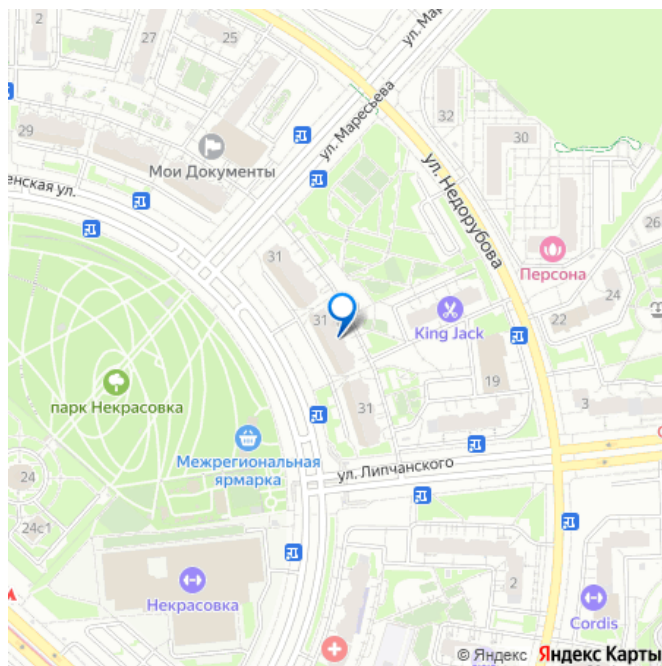 2
27
25
ул. Ма
32
30
29
Мои Документы
ул. Маресьева
енская ул.
ул. Недорубова
26
31
Персона
24
31
King Jack
22
19
парк Некрасовка
31
3
Межрегиональная
ярмарка
ул. Липчанского
24
24с1
2
Некрасовка
Cordis
© Яндекс
Яндекс Карты